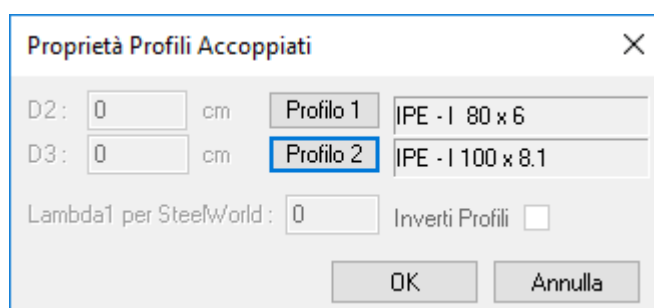 Proprietà Profili Accoppiati
D2 : 0 cm Profilo 1 IPE - I 80 x 6
D3 : 0 cm Profilo 2 IPE - I 100 x 8.1
Lambda1 per SteelWorld : 0 Inverti Profili
OK Annulla